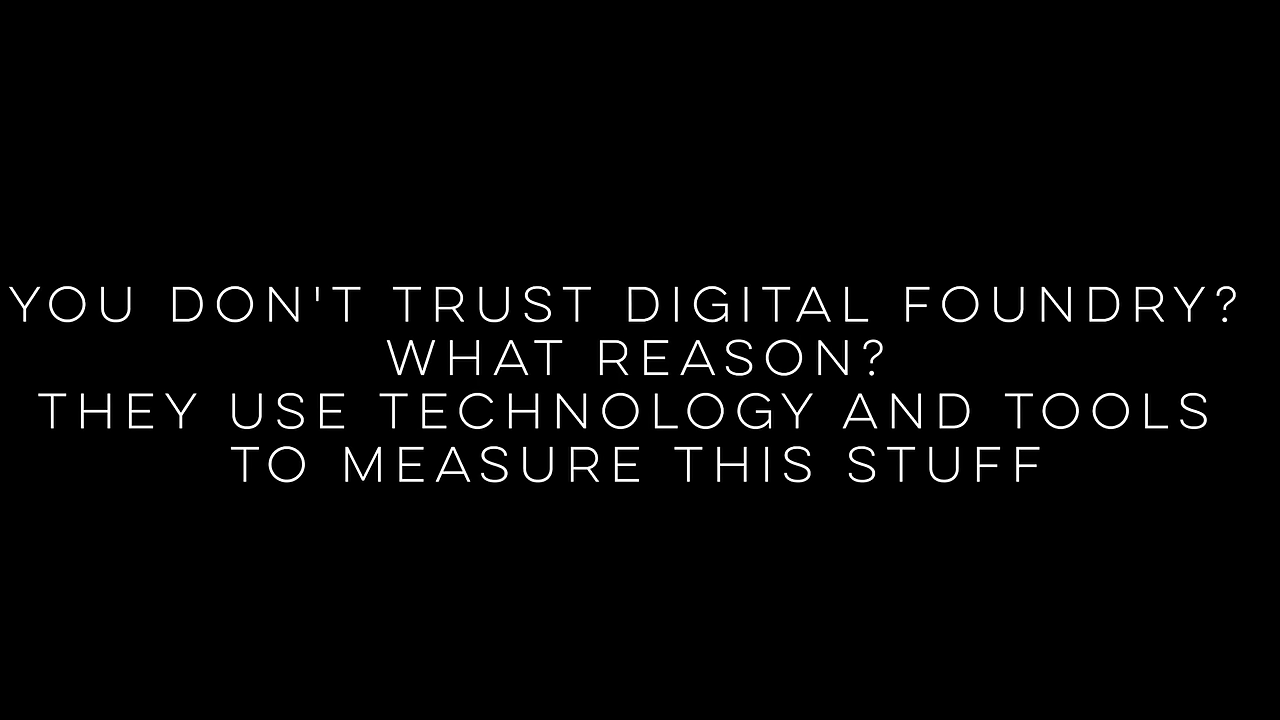 YOU DON'T TRUST DIGITAL FOUNDRY?
WHAT REASON?
THEY USE TECHNOLOGY AND TOOLS
TO MEASURE THIS STUFF